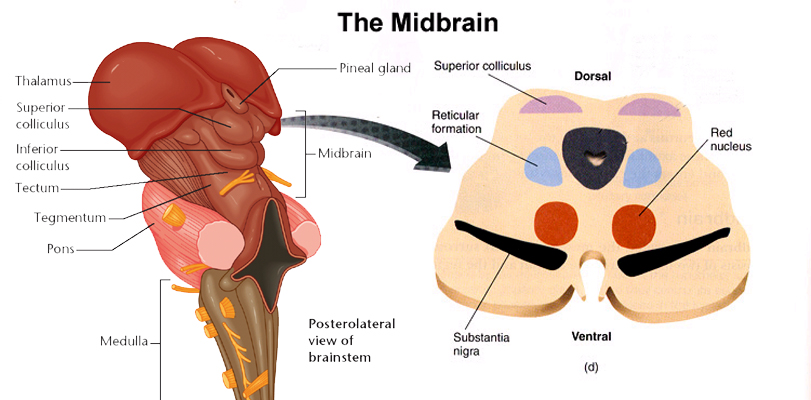 The Midbrain
Thalamus
Superior
colliculus
Inferior
colliculus
Tectum
Tegmentum
Pons
Medulla
Pineal gland
Midbrain
Posterolateral
view of
brainstem
Superior colliculus
Dorsal
Reticular
formation
Red
nucleus
Substantia
nigra
Ventral
(d)